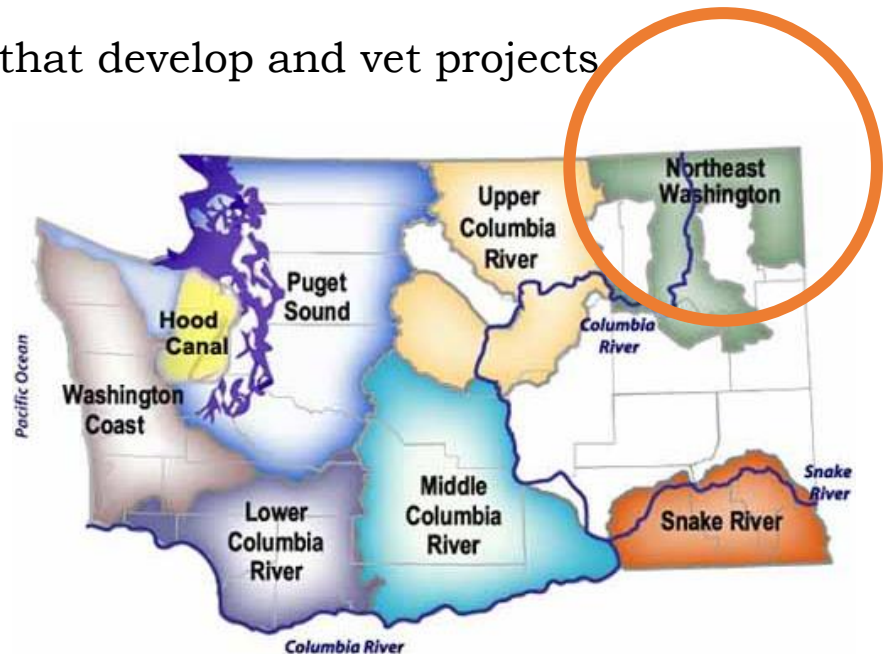 that develop and vet projects
Northeast
Washington
Upper
Columbia
River
Puget
Sound
Hood
Canal
Columbia
River
Pacific Ocean
Washington
Coast
Snake
River
Middle
Columbia
River
Lower
Columbia
River
Snake River
Columbia River